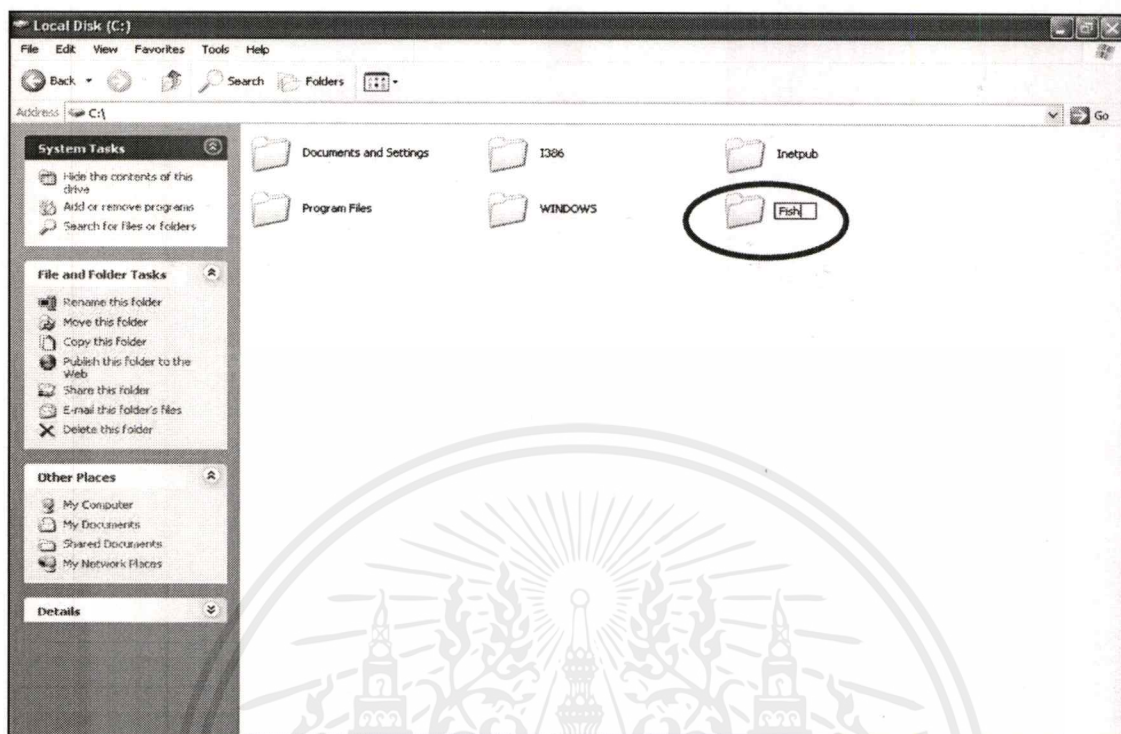 Local Disk (C:)
File Edit View Favorites Tools Help
Back Search Folders
Address C:\ Go
System Tasks
Hide the contents of this
drive
Add or remove programs
Search for files or folders
File and Folder Tasks
Rename this folder
Move this folder
Copy this folder
Publish this folder to the
Web
Share this folder
E-mail this folder's files
Delete this folder
Other Places
My Computer
My Documents
Shared Documents
My Network Places
Details
Documents and Settings I386 Inetpub
Program Files WINDOWS Fish